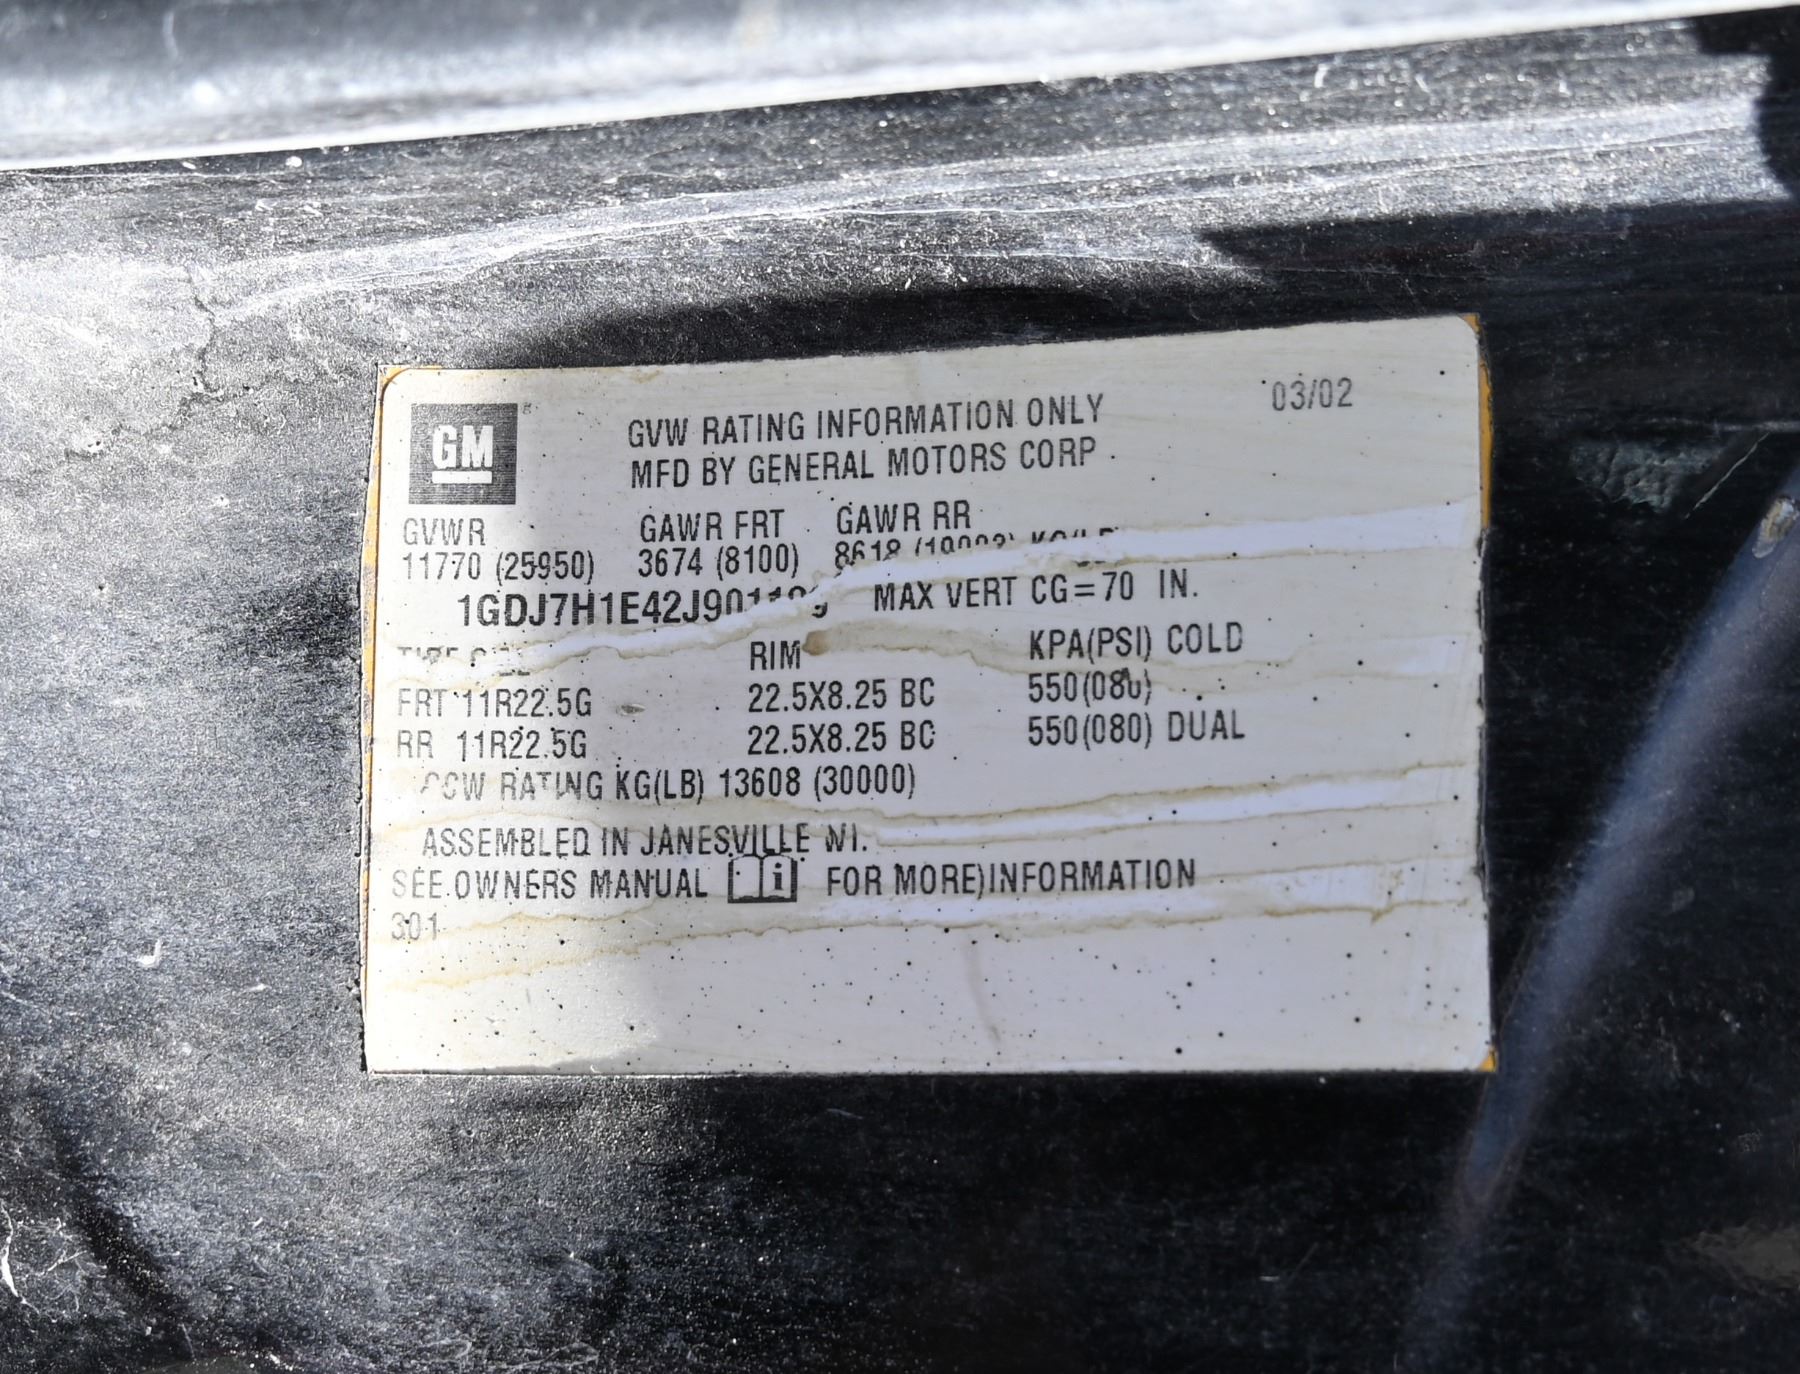 GM
GVW RATING INFORMATION ONLY
03/02
MFD BY GENERAL MOTORS CORP
GVWR GAWR FRT GAWR RR
11770 (25950) 3674 (8100) 8618
MAX VERT CG=70 IN.
RIM KPA(PSI) COLD
FRT 11R22.5G 22.5X8.25 BC 550(080)
RR 11R22.5G 22.5X8.25 BC 550(080) DUAL
RATING KG(LB) 13608 (30000)
ASSEMBLED IN JANESVILLE WI.
SEE OWNERS MANUAL i FOR MORE INFORMATION
301